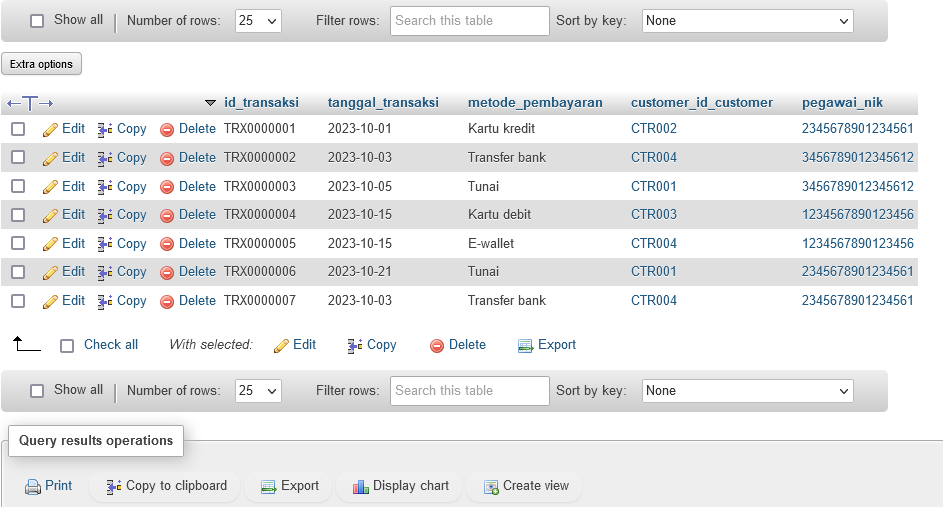 Show all Number of rows: 25 Filter rows: Search this table Sort by key: None
Extra options
id_transaksi tanggal_transaksi metode_pembayaran customer_id_customer pegawai_nik
Edit Copy Delete TRX0000001 2023-10-01 Kartu kredit CTR002 2345678901234561
Edit Copy Delete TRX0000002 2023-10-03 Transfer bank CTR004 3456789012345612
Edit Copy Delete TRX0000003 2023-10-05 Tunai CTR001 3456789012345612
Edit Copy Delete TRX0000004 2023-10-15 Kartu debit CTR003 1234567890123456
Edit Copy Delete TRX0000005 2023-10-15 E-wallet CTR004 1234567890123456
Edit Copy Delete TRX0000006 2023-10-21 Tunai CTR001 2345678901234561
Edit Copy Delete TRX0000007 2023-10-03 Transfer bank CTR004 2345678901234561
Check all With selected: Edit Copy Delete Export
Show all Number of rows: 25 Filter rows: Search this table Sort by key: None
Query results operations
Print Copy to clipboard Export Display chart Create view